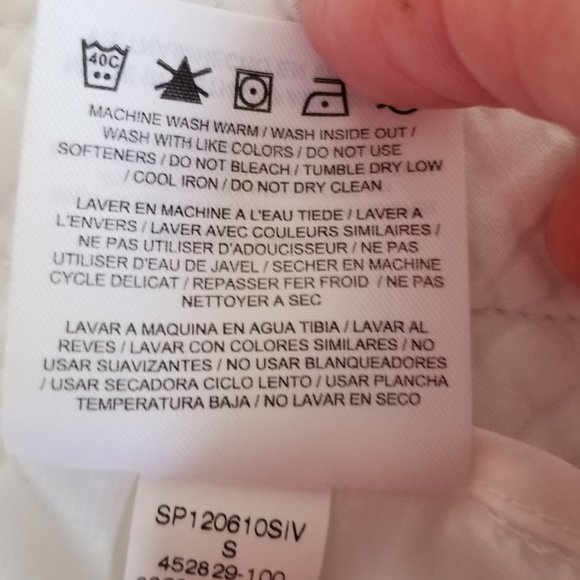 40C
MACHINE WASH WARM / WASH INSIDE OUT /
WASH WITH LIKE COLORS / DO NOT USE
SOFTENERS / DO NOT BLEACH / TUMBLE DRY LOW
/ COOL IRON / DO NOT DRY CLEAN
LAVER EN MACHINE A L'EAU TIEDE / LAVER A
L'ENVERS / LAVER AVEC COULEURS SIMILAIRES /
NE PAS UTILISER D'ADOUCISSEUR / NE PAS
UTILISER D'EAU DE JAVEL / SECHER EN MACHINE
CYCLE DELICAT / REPASSER FER FROID / NE PAS
NETTOYER A SEC
LAVAR A MAQUINA EN AGUA TIBIA / LAVAR AL
REVES / LAVAR CON COLORES SIMILARES / NO
USAR SUAVIZANTES / NO USAR BLANQUEADORES
/ USAR SECADORA CICLO LENTO / USAR PLANCHA
TEMPERATURA BAJA / NO LAVAR EN SECO
SP120610SIV
S
452829-100